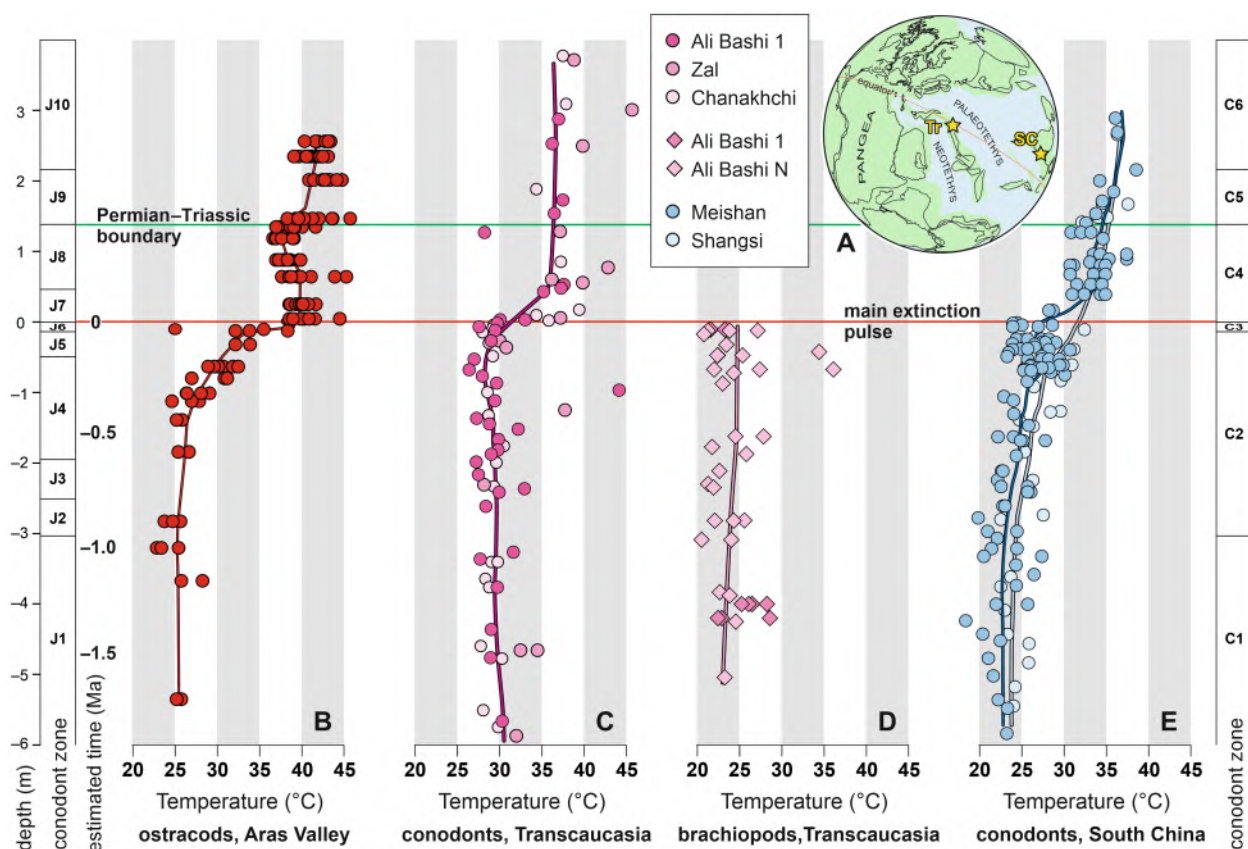 Ali Bashi 1
Zal
Chanakhchi
Ali Bashi 1
Ali Bashi N
Meishan
Shangsi
equator
PALAEOTETHYS
Tr
SC
PANGEA
NEOTETHYS
A
Permian–Triassic
boundary
main extinction
pulse
3
2
1
0
–1
–2
–3
–4
–5
–6
depth (m)
J10
J9
J8
J7
J6
J5
J4
J3
J2
J1
conodont zone
0
–0.5
–1.0
–1.5
estimated time (Ma)
B
C
D
E
C6
C5
C4
C3
C2
C1
conodont zone
20 25 30 35 40 45
20 25 30 35 40 45
20 25 30 35 40 45
20 25 30 35 40 45
Temperature (°C)
Temperature (°C)
Temperature (°C)
Temperature (°C)
ostracods, Aras Valley
conodonts, Transcaucasia
brachiopods,Transcaucasia
conodonts, South China